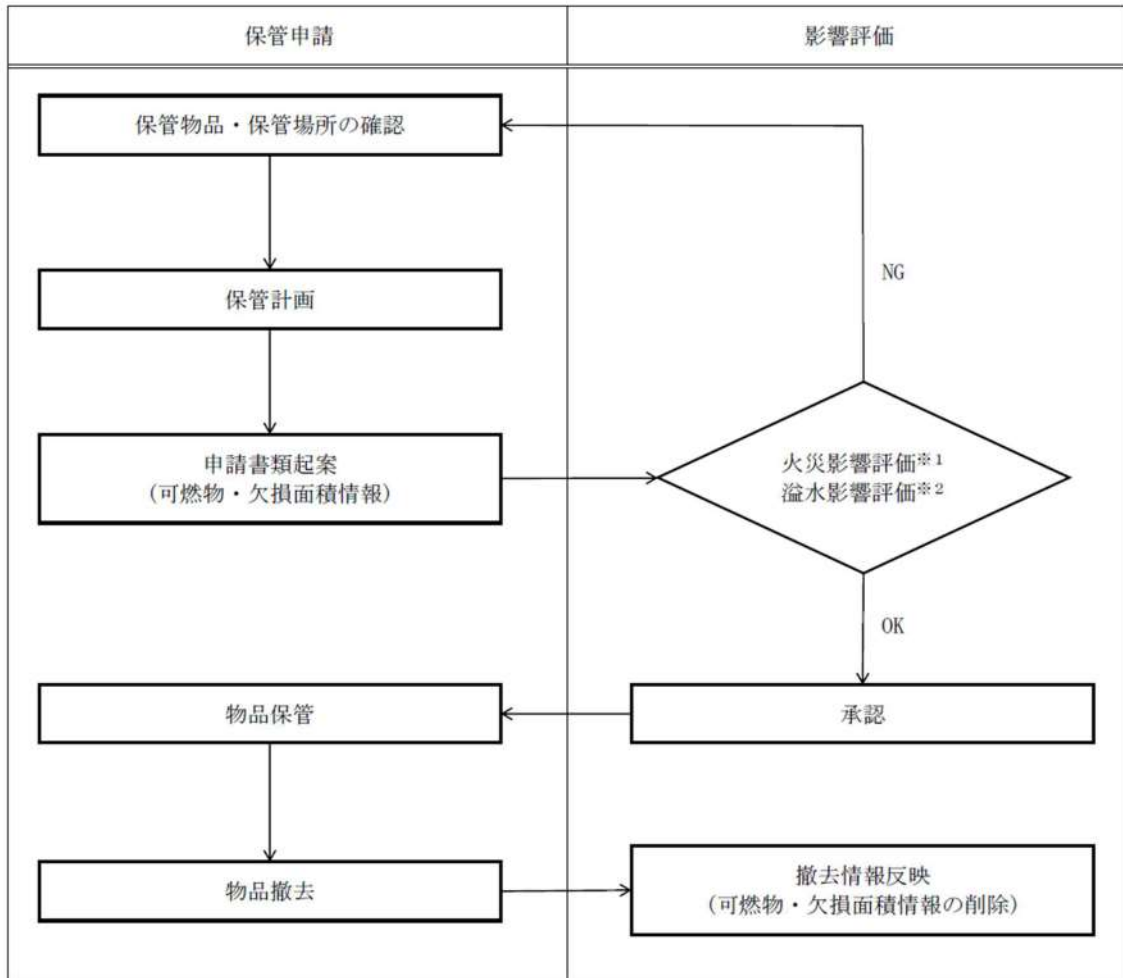 保管申請
影響評価
保管物品・保管場所の確認
保管計画
NG
申請書類起案
(可燃物・欠損面積情報)
火災影響評価※1
溢水影響評価※2
OK
物品保管
承認
物品撤去
撤去情報反映
(可燃物・欠損面積情報の削除)